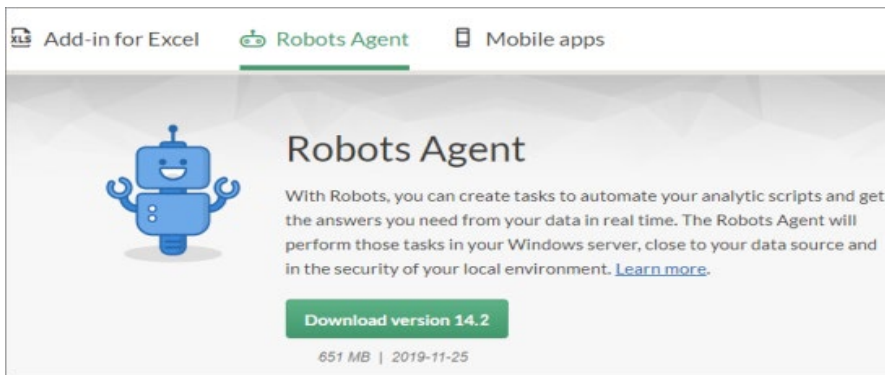 XLS Add-in for Excel Robots Agent Mobile apps
Robots Agent
With Robots, you can create tasks to automate your analytic scripts and get
the answers you need from your data in real time. The Robots Agent will
perform those tasks in your Windows server, close to your data source and
in the security of your local environment. Learn more.
Download version 14.2
651 MB | 2019-11-25